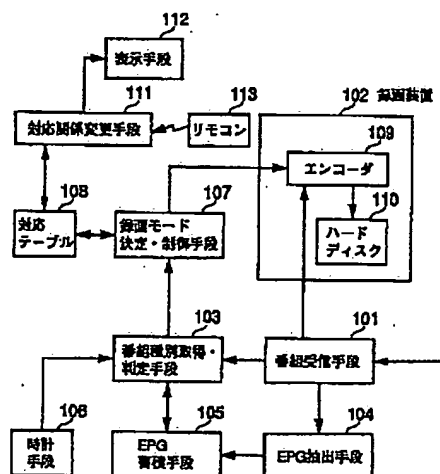 112
表示手段
111
113
対応関係変更手段
リモコン
102 録画装置
109
エンコーダ
108
107
対応
テーブル
録画モード
決定・制御手段
110
ハード
ディスク
103
101
番組種別取得・
判定手段
番組受信手段
106
105
104
時計
手段
EPG
蓄積手段
EPG抽出手段